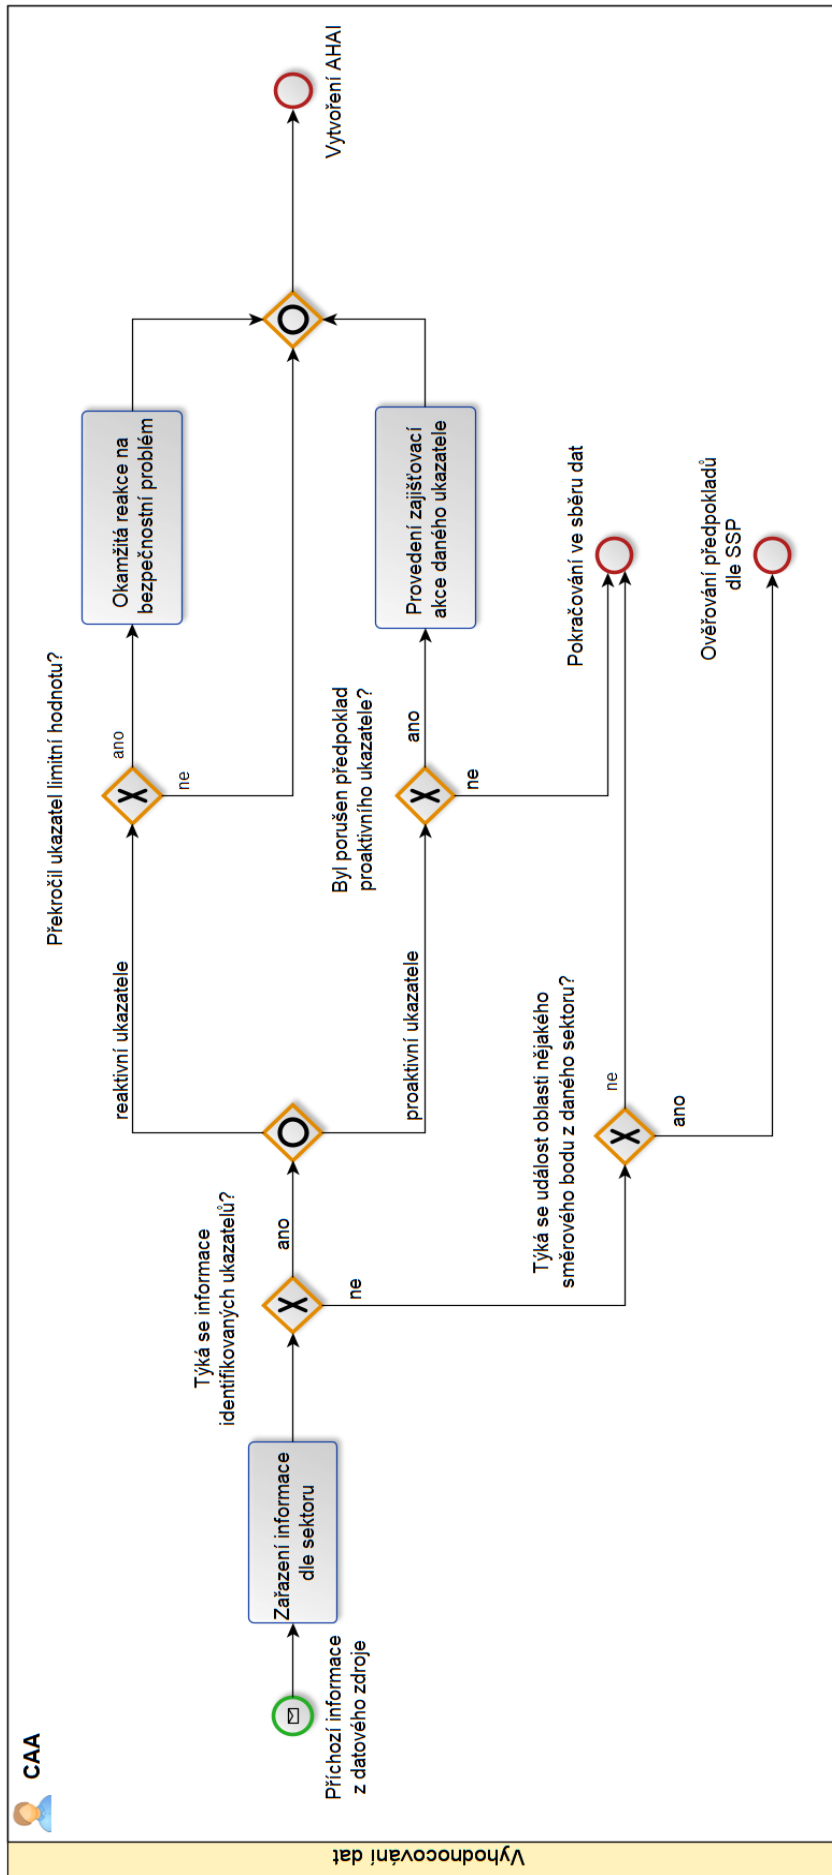 Vyhodnocování dat
CAA
Příchozí informace
z datového zdroje
Zařazení informace
dle sektoru
Týká se informace
identifikovaných ukazatelů?
ano
ne
reaktivní ukazatele
proaktivní ukazatele
Překročil ukazatel limitní hodnotu?
ano
ne
Okamžitá reakce na
bezpečnostní problém
Byl porušen předpoklad
proaktivního ukazatele?
ano
ne
Provedení zajišťovací
akce daného ukazatele
Vytvoření AHAI
Týká se událost oblasti nějakého
směrového bodu z daného sektoru?
ne
ano
Pokračování ve sběru dat
Ověřování předpokladů
dle SSP